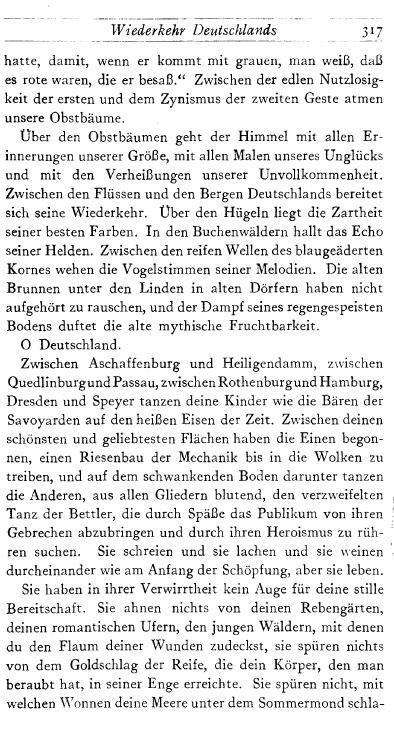 Wiederkehr Deutschlands 317
hatte, damit, wenn er kommt mit grauen, man weiß, daß
es rote waren, die er besaß.“ Zwischen der edlen Nutzlosig-
keit der ersten und dem Zynismus der zweiten Geste atmen
unsere Obstbäume.
Über den Obstbäumen geht der Himmel mit allen Er-
innerungen unserer Größe, mit allen Malen unseres Unglücks
und mit den Verheißungen unserer Unvollkommenheit.
Zwischen den Flüssen und den Bergen Deutschlands bereitet
sich seine Wiederkehr. Über den Hügeln liegt die Zartheit
seiner besten Farben. In den Buchenwäldern hallt das Echo
seiner Helden. Zwischen den reifen Wellen des blaugeäderten
Kornes wehen die Vogelstimmen seiner Melodien. Die alten
Brunnen unter den Linden in alten Dörfern haben nicht
aufgehört zu rauschen, und der Dampf seines regengespeisten
Bodens duftet die alte mythische Fruchtbarkeit.
O Deutschland.
Zwischen Aschaffenburg und Heiligendamm, zwischen
Quedlinburg und Passau, zwischen Rothenburg und Hamburg,
Dresden und Speyer tanzen deine Kinder wie die Bären der
Savoyarden auf den heißen Eisen der Zeit. Zwischen deinen
schönsten und geliebtesten Flächen haben die Einen begon-
nen, einen Riesenbau der Mechanik bis in die Wolken zu
treiben, und auf dem schwankenden Boden darunter tanzen
die Anderen, aus allen Gliedern blutend, den verzweifelten
Tanz der Bettler, die durch Späße das Publikum von ihren
Gebrechen abzubringen und durch ihren Heroismus zu rüh-
ren suchen. Sie schreien und sie lachen und sie weinen
durcheinander wie am Anfang der Schöpfung, aber sie leben.
Sie haben in ihrer Verwirrtheit kein Auge für deine stille
Bereitschaft. Sie ahnen nichts von deinen Rebengärten,
deinen romantischen Ufern, den jungen Wäldern, mit denen
du den Flaum deiner Wunden zudeckst, sie spüren nichts
von dem Goldschlag der Reife, die dein Körper, den man
beraubt hat, in seiner Enge erreichte. Sie spüren nicht, mit
welchen Wonnen deine Meere unter dem Sommermond schla-